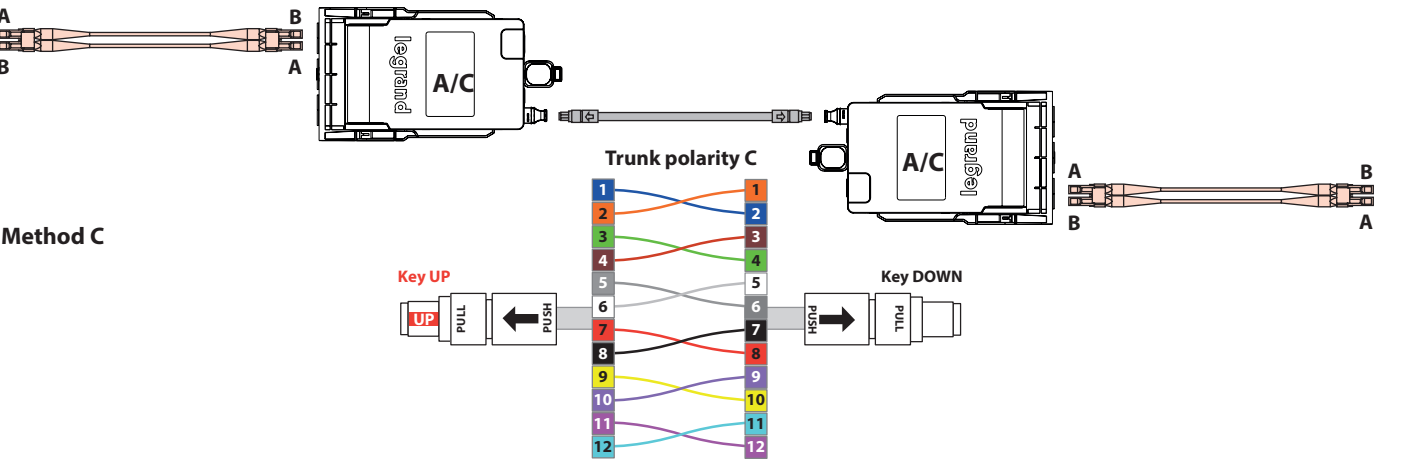 A B
B A
legrand
A/C
Trunk polarity C
A/C
legrand
A B
B A
Method C
Key UP
Key DOWN
UP PULL PUSH
PUSH PULL
1 1
2 2
3 3
4 4
5 5
6 6
7 7
8 8
9 9
10 10
11 11
12 12